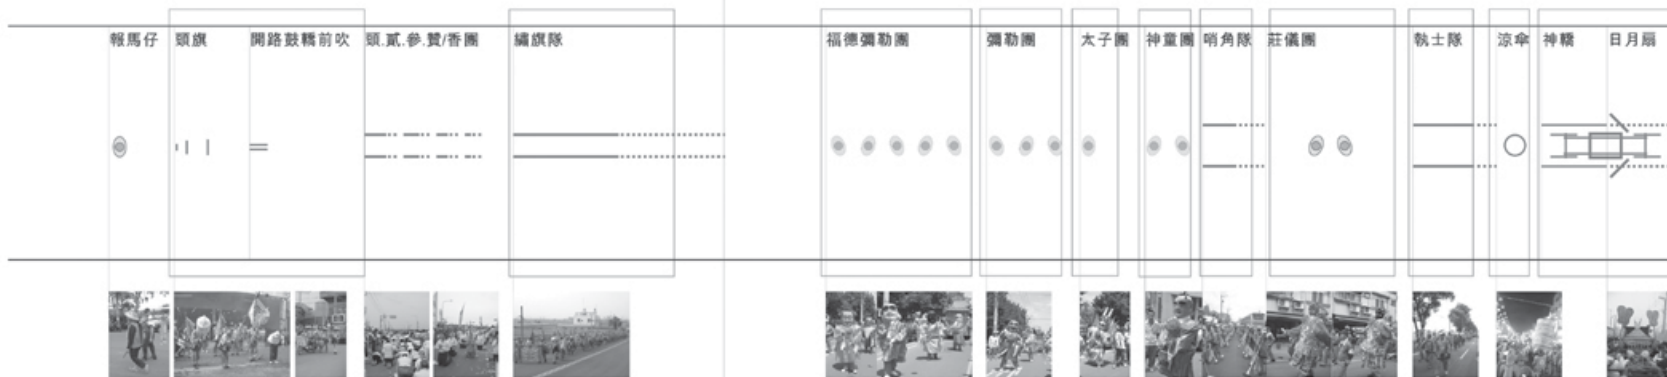 報馬仔 頭旗 開路鼓轎前吹 頭.貳.參.贊/香團 繡旗隊 福德彌勒團 彌勒團 太子團 神童團 哨角隊 莊儀團 執士隊 涼傘 神轎 日月扇